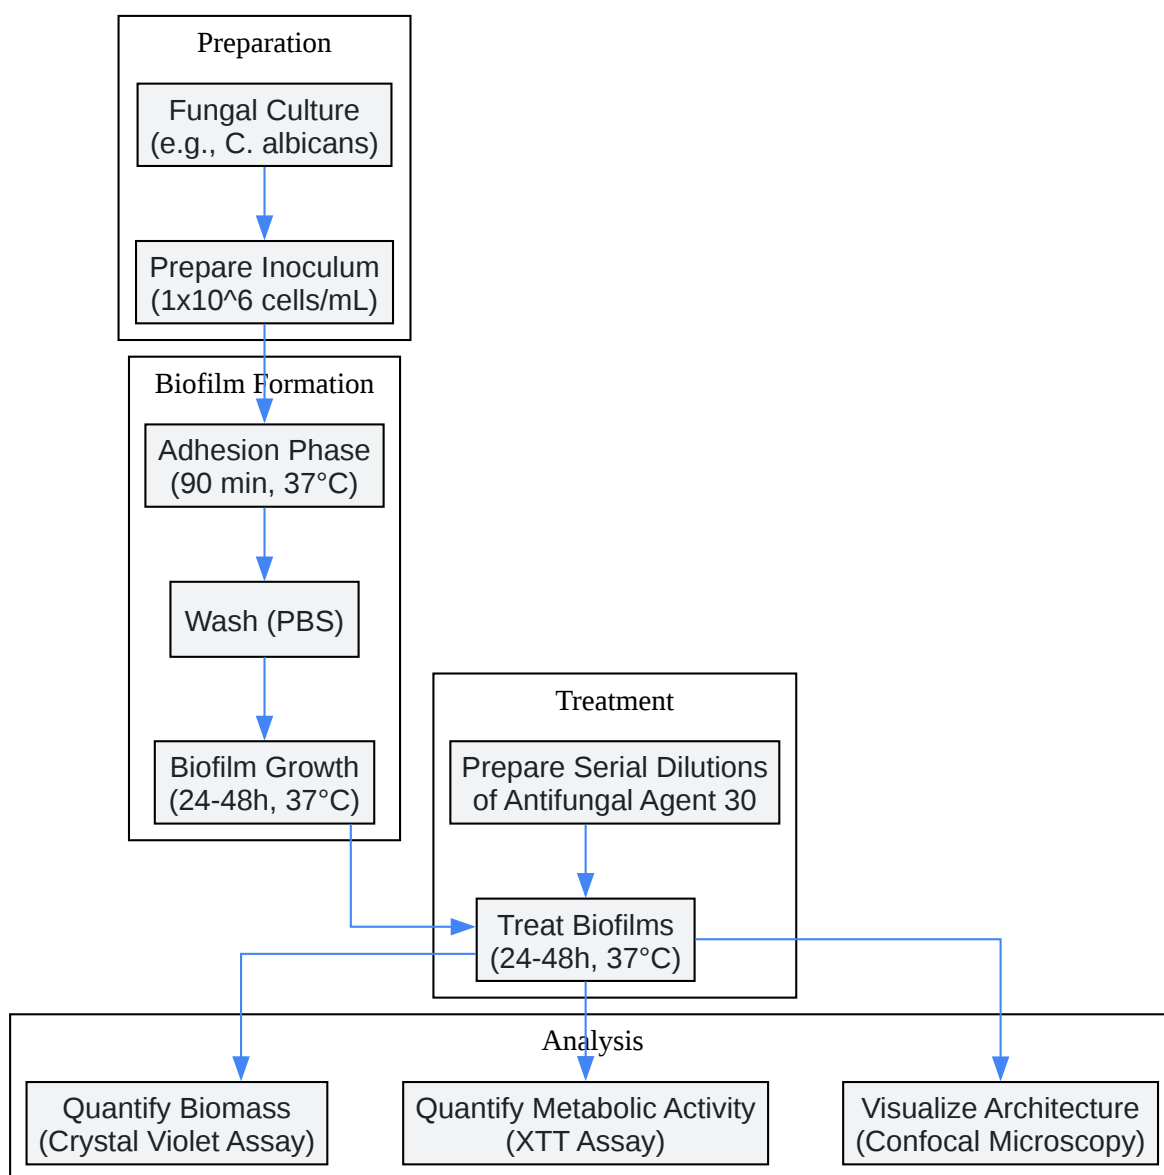 Preparation
Fungal Culture
(e.g., C. albicans)
Prepare Inoculum
(1x10^6 cells/mL)
Biofilm Formation
Adhesion Phase
(90 min, 37°C)
Wash (PBS)
Biofilm Growth
(24-48h, 37°C)
Treatment
Prepare Serial Dilutions
of Antifungal Agent 30
Treat Biofilms
(24-48h, 37°C)
Analysis
Quantify Biomass
(Crystal Violet Assay)
Quantify Metabolic Activity
(XTT Assay)
Visualize Architecture
(Confocal Microscopy)